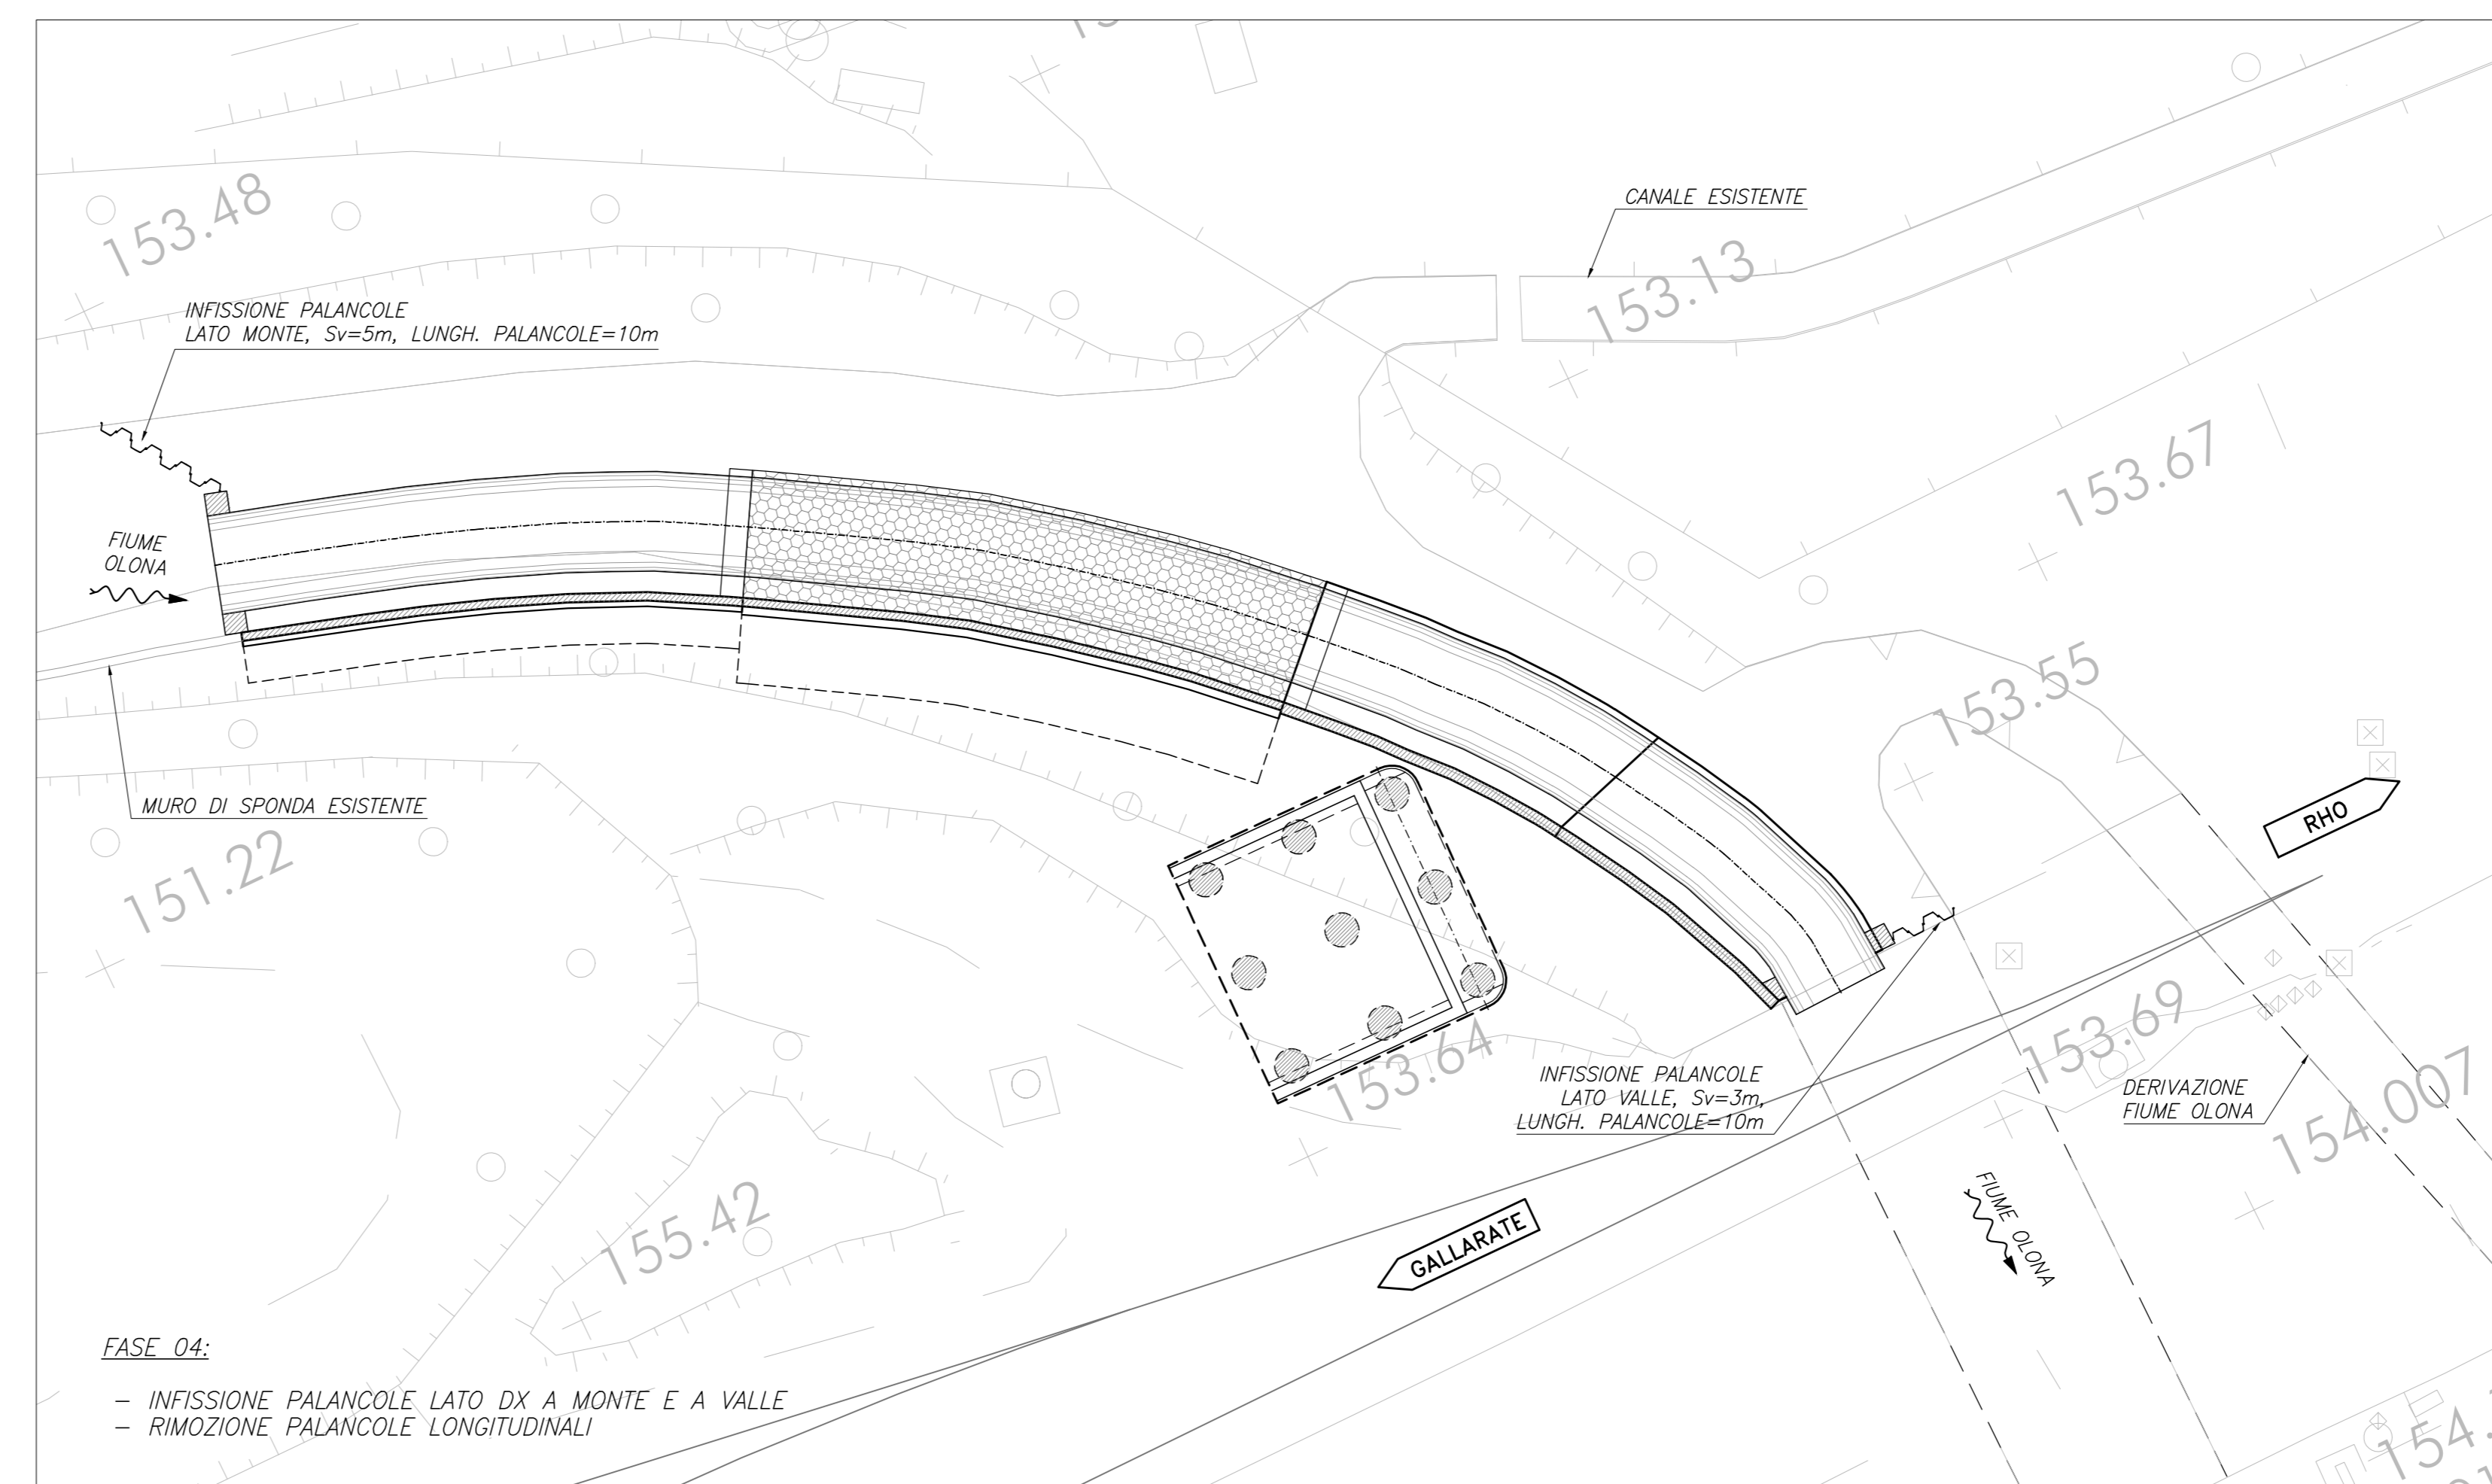 153.48
CANALE ESISTENTE
153.13
INFISSIONE PALANCOLE
LATO MONTE, Sv=5m, LUNGH. PALANCOLE=10m
153.67
FIUME
OLONA
153.55
MURO DI SPONDA ESISTENTE
RHO
151.22
153.69
153.64
INFISSIONE PALANCOLE
LATO VALLE, Sv=3m,
LUNGH. PALANCOLE=10m
DERIVAZIONE
FIUME OLONA
154.007
155.42
GALLARATE
FIUME OLONA
FASE 04:
- INFISSIONE PALANCOLE LATO DX A MONTE E A VALLE
- RIMOZIONE PALANCOLE LONGITUDINALI
154.